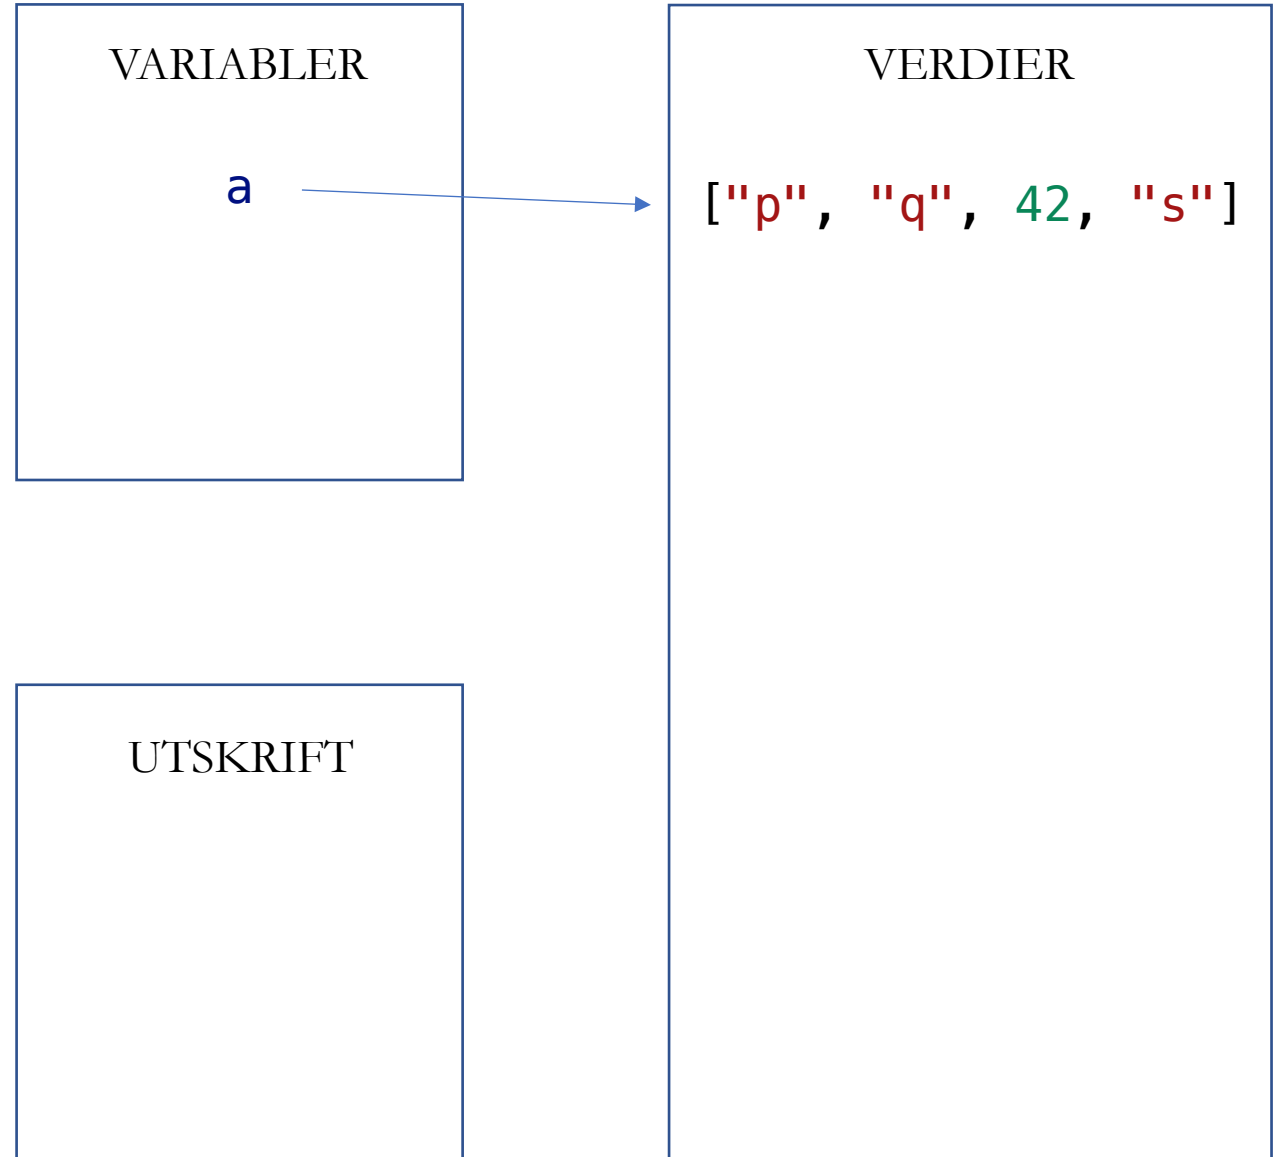 VARIABLER
a
VERDIER
["p", "q", 42, "s"]
UTSKRIFT